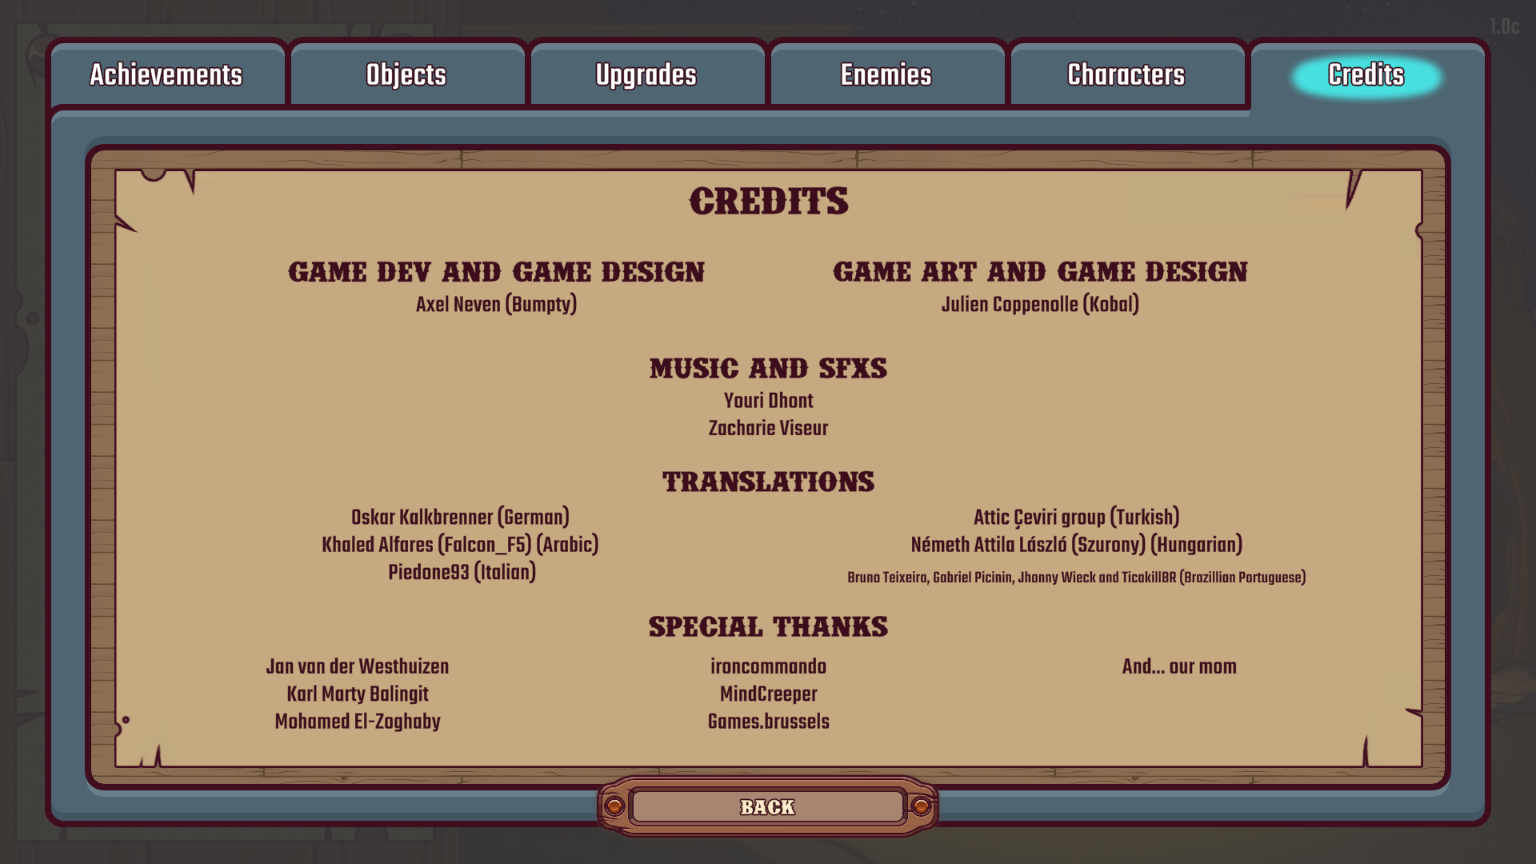 1.0c
Achievements
Objects
Upgrades
Enemies
Characters
Credits
CREDITS
GAME DEV AND GAME DESIGN
Axel Neven (Bumpty)
GAME ART AND GAME DESIGN
Julien Coppenolle (Kobal)
MUSIC AND SFXS
Youri Dhont
Zacharie Viseur
TRANSLATIONS
Oskar Kalkbrenner (German)
Khaled Alfares (Falcon_F5) (Arabic)
Piedone93 (Italian)
Attic Çeviri group (Turkish)
Németh Attila László (Szurony) (Hungarian)
Bruno Teixeira, Gabriel Picinin, Jhonny Wieck and TicakillBR (Brazillian Portuguese)
SPECIAL THANKS
Jan van der Westhuizen
Karl Marty Balingit
Mohamed El-Zoghaby
ironcommando
MindCreeper
Games.brussels
And... our mom
BACK